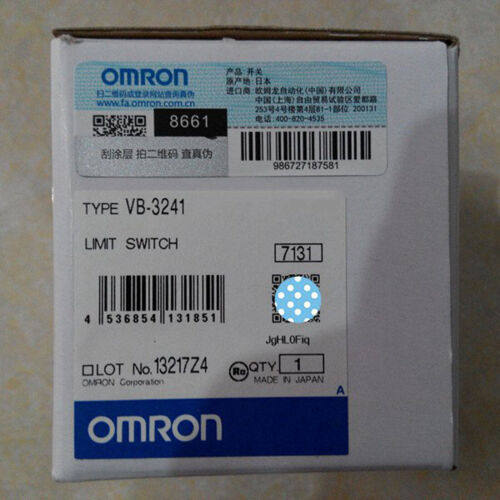 OMRON
扫二维码或登录网站查询真伪
www.fa.omron.com.cn
8661
刮涂层 拍二维码 查真伪
产品：开关
原产地：日本
进口商：欧姆龙自动化(中国)有限公司
中国(上海)自由贸易试验区爱都路
253号4号楼第4层B1-1部位 200131
电话：400-820-4535
986727187581
TYPE VB-3241
LIMIT SWITCH
7131
4 536854 131851
JgHL0Fiq
LOT No.13217Z4
OMRON Corporation
QTY. 1
MADE IN JAPAN
A
OMRON